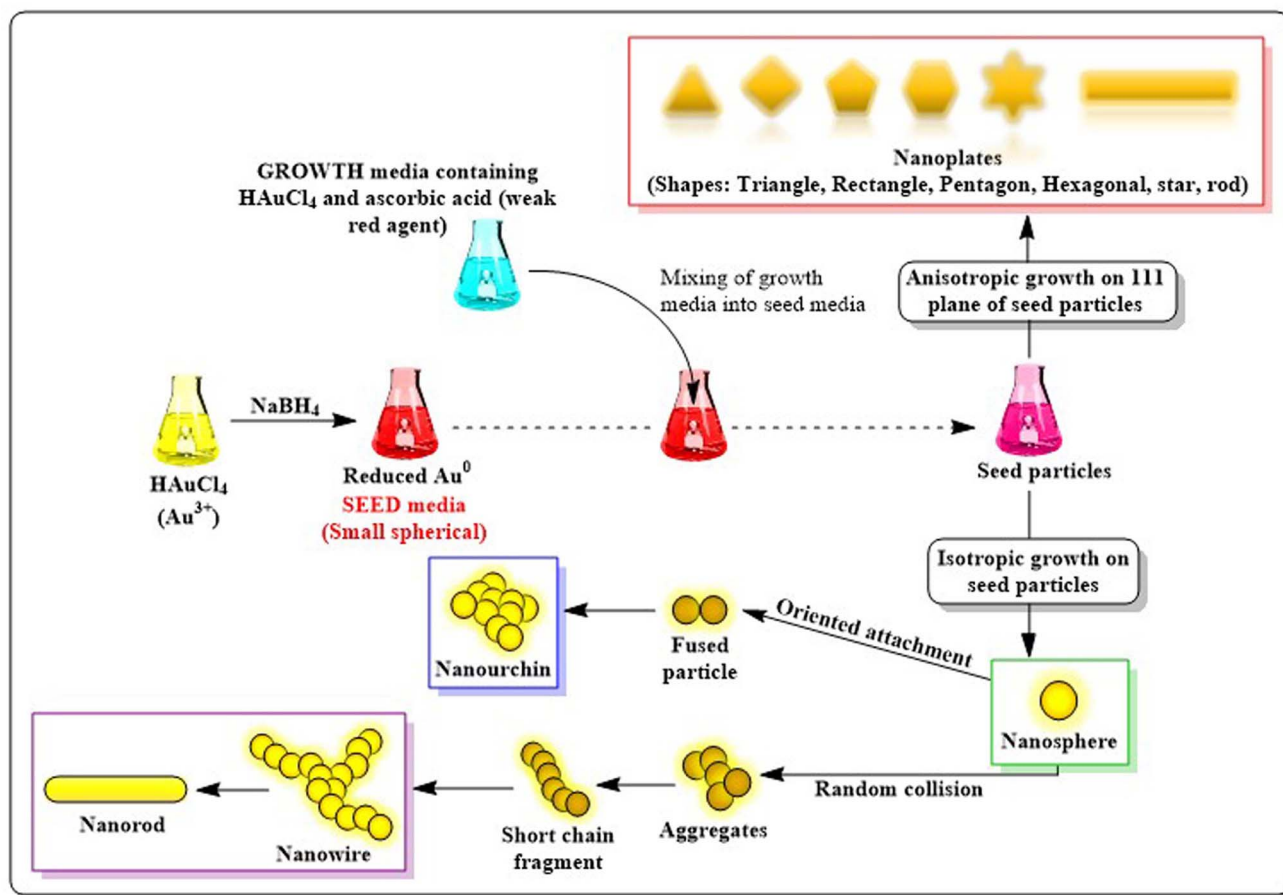 Nanoplates
(Shapes: Triangle, Rectangle, Pentagon, Hexagonal, star, rod)
GROWTH media containing
HAuCl₄ and ascorbic acid (weak
red agent)
Mixing of growth
media into seed media
Anisotropic growth on 111
plane of seed particles
NaBH₄
HAuCl₄
(Au³⁺)
Reduced Au⁰
SEED media
(Small spherical)
Seed particles
Isotropic growth on
seed particles
Oriented attachment
Fused
particle
Nanourchin
Nanosphere
Random collision
Aggregates
Short chain
fragment
Nanowire
Nanorod